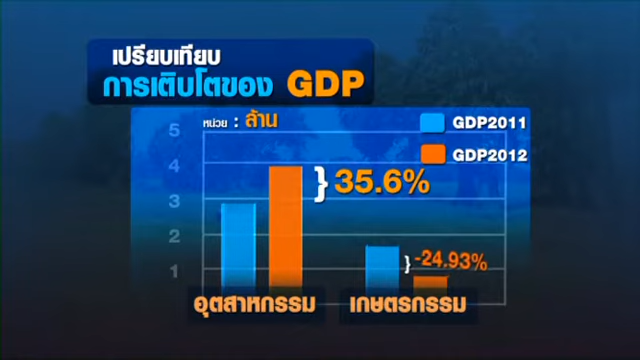 เปรียบเทียบ
การเติบโตของ GDP
หน่วย : ล้าน
GDP2011
GDP2012
5
4
3
2
1
35.6%
-24.93%
อุตสาหกรรม
เกษตรกรรม